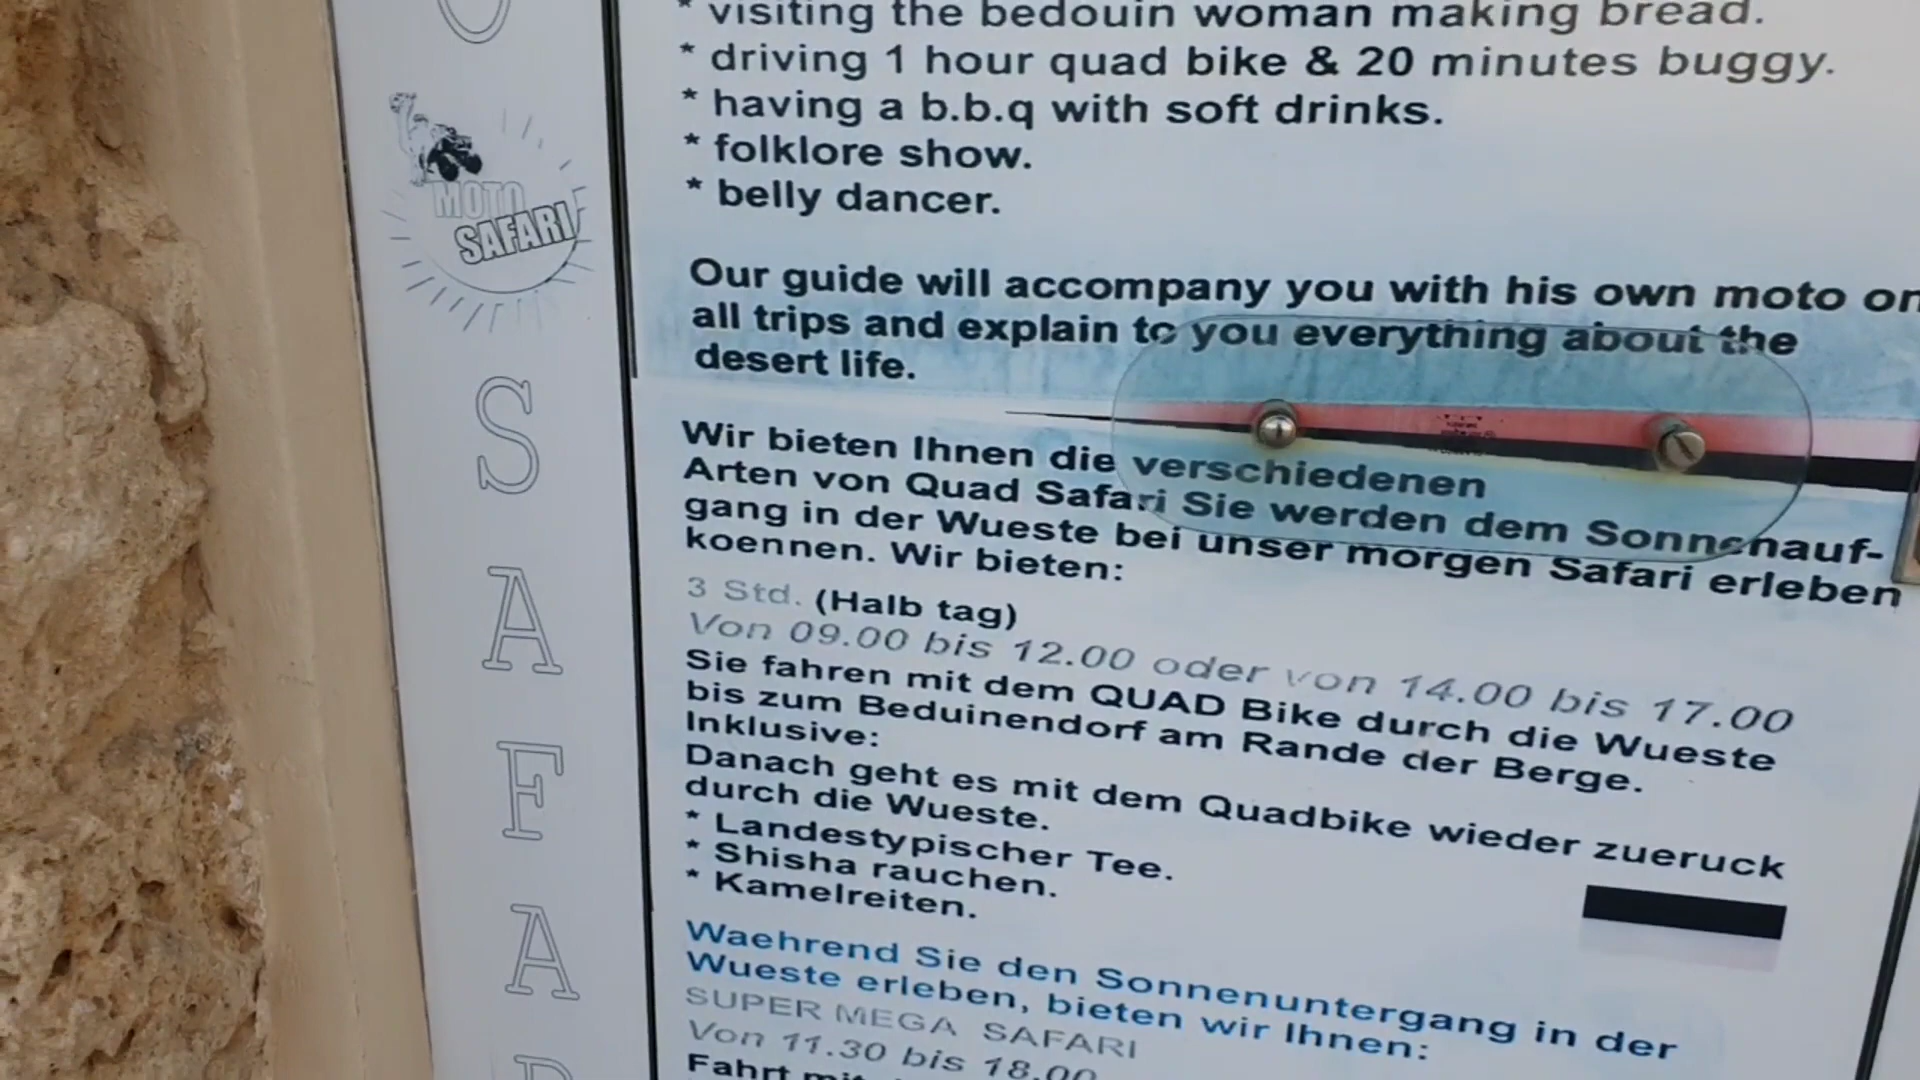 * visiting the bedouin woman making bread.
* driving 1 hour quad bike & 20 minutes buggy.
* having a b.b.q with soft drinks.
* folklore show.
* belly dancer.
Our guide will accompany you with his own moto on
all trips and explain to you everything about the
desert life.
Wir bieten Ihnen die verschiedenen
Arten von Quad Safari Sie werden dem Sonnenauf-
gang in der Wueste bei unser morgen Safari erleben
koennen. Wir bieten:
3 Std. (Halb tag)
Von 09.00 bis 12.00 oder von 14.00 bis 17.00
Sie fahren mit dem QUAD Bike durch die Wueste
bis zum Beduinendorf am Rande der Berge.
Inklusive:
Danach geht es mit dem Quadbike wieder zueruck
durch die Wueste.
* Landestypischer Tee.
* Shisha rauchen.
* Kamelreiten.
Waehrend Sie den Sonnenuntergang in der
Wueste erleben, bieten wir Ihnen:
SUPER MEGA SAFARI
Von 11.30 bis 18.00
Fahrt mit
MOTO
SAFARI
S
A
F
A